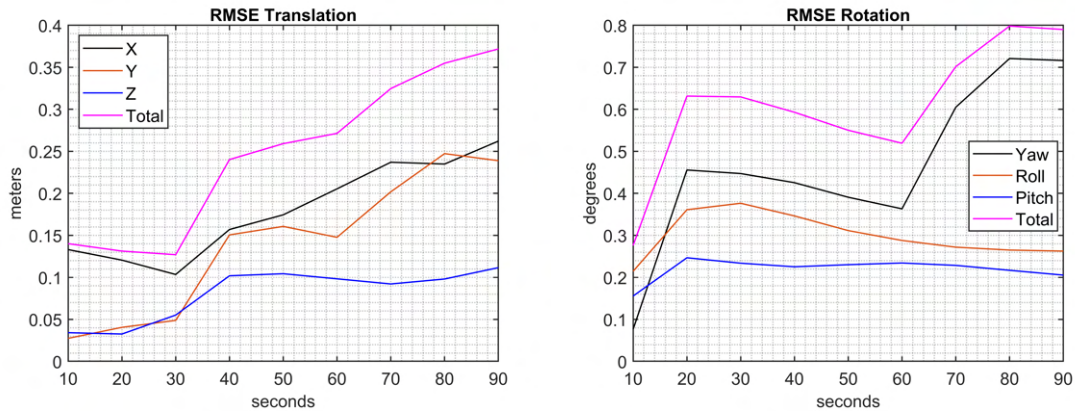 RMSE Translation
0.4
0.35
0.3
0.25
0.2
0.15
0.1
0.05
0
meters
X
Y
Z
Total
10 20 30 40 50 60 70 80 90
seconds
RMSE Rotation
0.8
0.7
0.6
0.5
0.4
0.3
0.2
0.1
0
degrees
Yaw
Roll
Pitch
Total
10 20 30 40 50 60 70 80 90
seconds